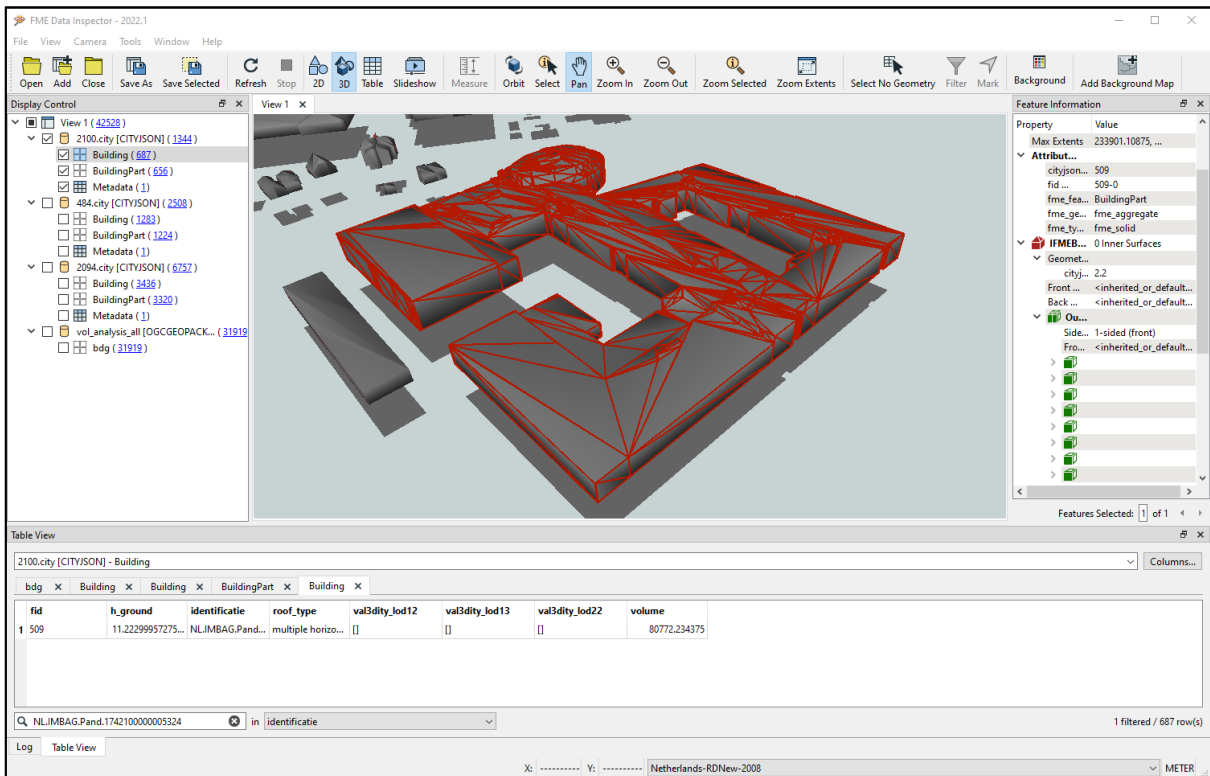 FME Data Inspector - 2022.1
File View Camera Tools Window Help
Open Add Close Save As Save Selected Refresh Stop 2D 3D Table Slideshow Measure Orbit Select Pan Zoom In Zoom Out Zoom Selected Zoom Extents Select No Geometry Filter Mark Background Add Background Map
Display Control
View 1
Feature Information
View 1 (42528)
2100.city [CITYJSON] (1344)
Building (687)
BuildingPart (656)
Metadata (1)
484.city [CITYJSON] (2508)
Building (1283)
BuildingPart (1224)
Metadata (1)
2094.city [CITYJSON] (6757)
Building (3436)
BuildingPart (3320)
Metadata (1)
vol_analysis_all [OGCGEOPACK... (31919
bdg (31919)
Property Value
Max Extents 233901.10875, ...
Attribut...
cityjson... 509
fid ... 509-0
fme_fea... BuildingPart
fme_ge... fme_aggregate
fme_ty... fme_solid
IFMEB... 0 Inner Surfaces
Geomet...
cityj... 2.2
Front ... <inherited_or_default...
Back ... <inherited_or_default...
Ou...
Side... 1-sided (front)
Fro... <inherited_or_default...
Features Selected: 1 of 1
Table View
2100.city [CITYJSON] - Building
Columns...
bdg Building Building BuildingPart Building
fid h_ground identificatie roof_type val3dity_lod12 val3dity_lod13 val3dity_lod22 volume
1 509 11.22299957275... NL.IMBAG.Pand... multiple horizo... [] [] [] 80772.234375
NL.IMBAG.Pand.1742100000005324 in identificatie
1 filtered / 687 row(s)
Log Table View
X: ---------- Y: ---------- Netherlands-RDNew-2008 METER